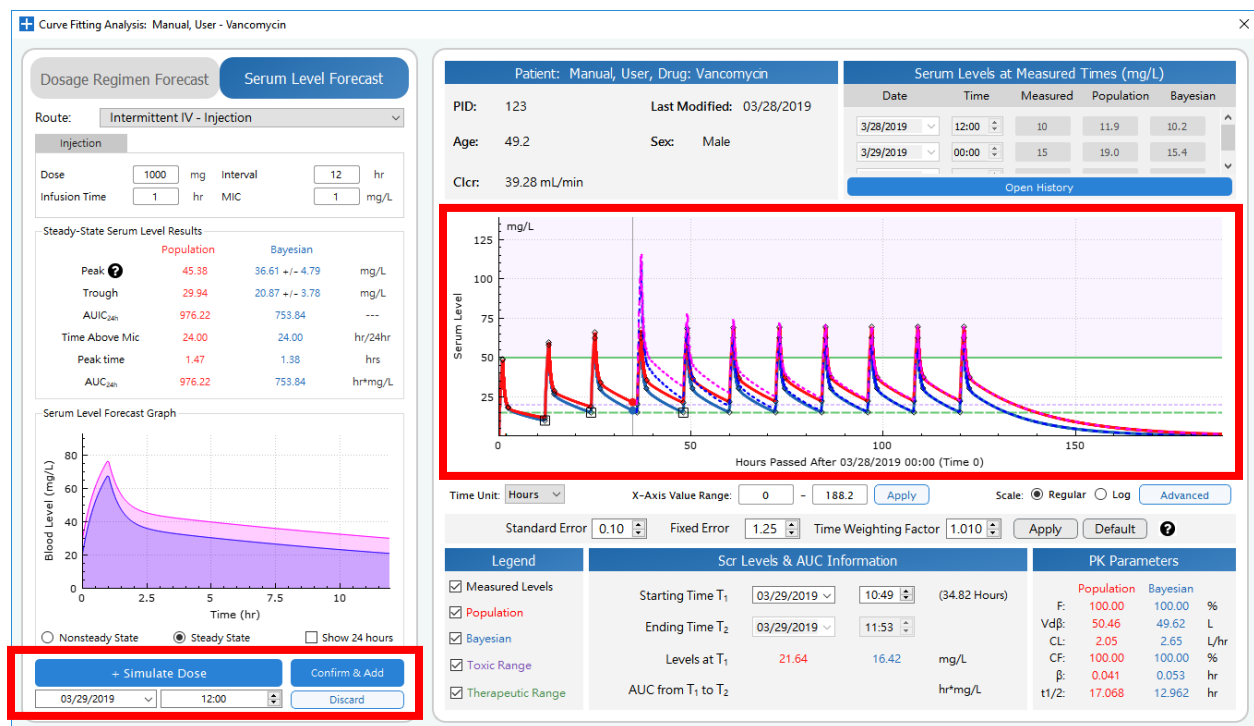 Curve Fitting Analysis: Manual, User - Vancomycin
Dosage Regimen Forecast
Serum Level Forecast
Route: Intermittent IV - Injection
Injection
Dose 1000 mg Interval 12 hr
Infusion Time 1 hr MIC 1 mg/L
Steady-State Serum Level Results
Population Bayesian
Peak ? 45.38 36.61 +/- 4.79 mg/L
Trough 29.94 20.87 +/- 3.78 mg/L
AUIC24h 976.22 753.84 ---
Time Above Mic 24.00 24.00 hr/24hr
Peak time 1.47 1.38 hrs
AUC24h 976.22 753.84 hr*mg/L
Serum Level Forecast Graph
Blood Level (mg/L)
80
60
40
20
0
0 2.5 5 7.5 10
Time (hr)
Nonsteady State Steady State Show 24 hours
+ Simulate Dose Confirm & Add
03/29/2019 12:00 Discard
Patient: Manual, User, Drug: Vancomycin
PID: 123 Last Modified: 03/28/2019
Age: 49.2 Sex: Male
Clcr: 39.28 mL/min
Serum Levels at Measured Times (mg/L)
Date Time Measured Population Bayesian
3/28/2019 12:00 10 11.9 10.2
3/29/2019 00:00 15 19.0 15.4
Open History
mg/L
Serum Level
125
100
75
50
25
0 50 100 150
Hours Passed After 03/28/2019 00:00 (Time 0)
Time Unit: Hours X-Axis Value Range: 0 - 188.2 Apply Scale: Regular Log Advanced
Standard Error 0.10 Fixed Error 1.25 Time Weighting Factor 1.010 Apply Default ?
Legend
Measured Levels
Population
Bayesian
Toxic Range
Therapeutic Range
Scr Levels & AUC Information
Starting Time T1 03/29/2019 10:49 (34.82 Hours)
Ending Time T2 03/29/2019 11:53
Levels at T1 21.64 16.42 mg/L
AUC from T1 to T2 hr*mg/L
PK Parameters
Population Bayesian
F: 100.00 100.00 %
Vdβ: 50.46 49.62 L
CL: 2.05 2.65 L/hr
CF: 100.00 100.00 %
β: 0.041 0.053 hr
t1/2: 17.068 12.962 hr